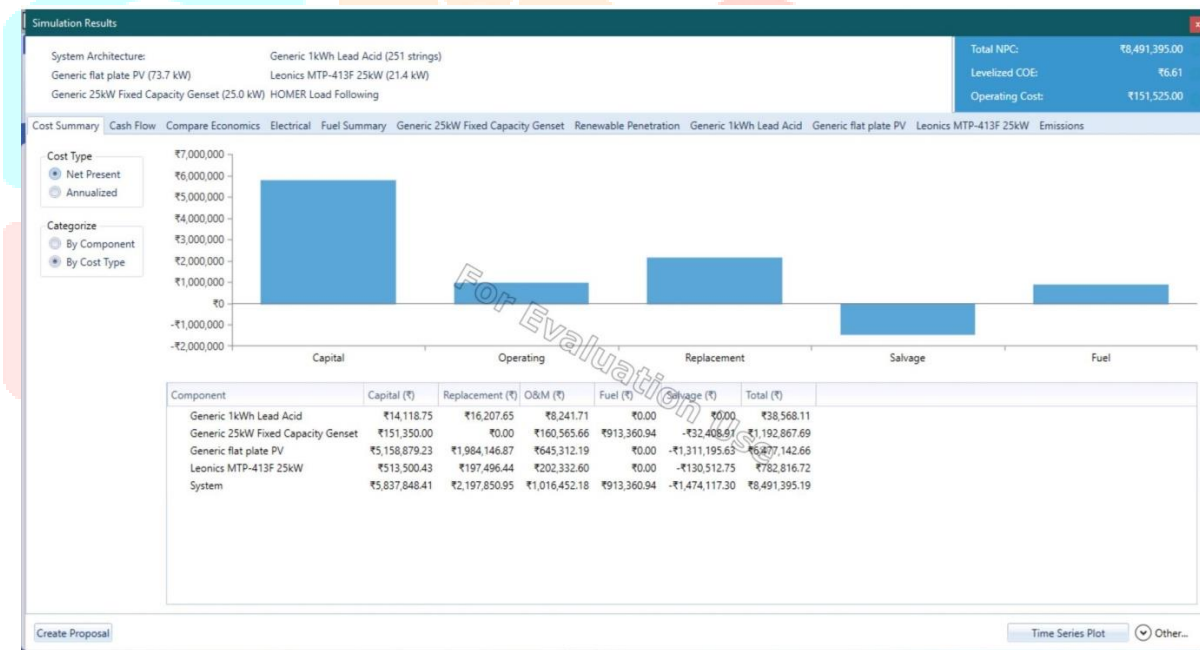 Simulation Results
x
System Architecture: Generic 1kWh Lead Acid (251 strings)
Generic flat plate PV (73.7 kW) Leonics MTP-413F 25kW (21.4 kW)
Generic 25kW Fixed Capacity Genset (25.0 kW) HOMER Load Following
Total NPC: ₹8,491,395.00
Levelized COE: ₹6.61
Operating Cost: ₹151,525.00
Cost Summary Cash Flow Compare Economics Electrical Fuel Summary Generic 25kW Fixed Capacity Genset Renewable Penetration Generic 1kWh Lead Acid Generic flat plate PV Leonics MTP-413F 25kW Emissions
Cost Type
Net Present
Annualized
Categorize
By Component
By Cost Type
₹7,000,000
₹6,000,000
₹5,000,000
₹4,000,000
₹3,000,000
₹2,000,000
₹1,000,000
₹0
-₹1,000,000
-₹2,000,000
Capital Operating Replacement Salvage Fuel
For Evaluation Use
Component Capital (₹) Replacement (₹) O&M (₹) Fuel (₹) Salvage (₹) Total (₹)
Generic 1kWh Lead Acid ₹14,118.75 ₹16,207.65 ₹8,241.71 ₹0.00 ₹0.00 ₹38,568.11
Generic 25kW Fixed Capacity Genset ₹151,350.00 ₹0.00 ₹160,565.66 ₹913,360.94 -₹32,408.91 ₹1,192,867.69
Generic flat plate PV ₹5,158,879.23 ₹1,984,146.87 ₹645,312.19 ₹0.00 -₹1,311,195.63 ₹6,477,142.66
Leonics MTP-413F 25kW ₹513,500.43 ₹197,496.44 ₹202,332.60 ₹0.00 -₹130,512.75 ₹782,816.72
System ₹5,837,848.41 ₹2,197,850.95 ₹1,016,452.18 ₹913,360.94 -₹1,474,117.30 ₹8,491,395.19
Create Proposal
Time Series Plot
Other...